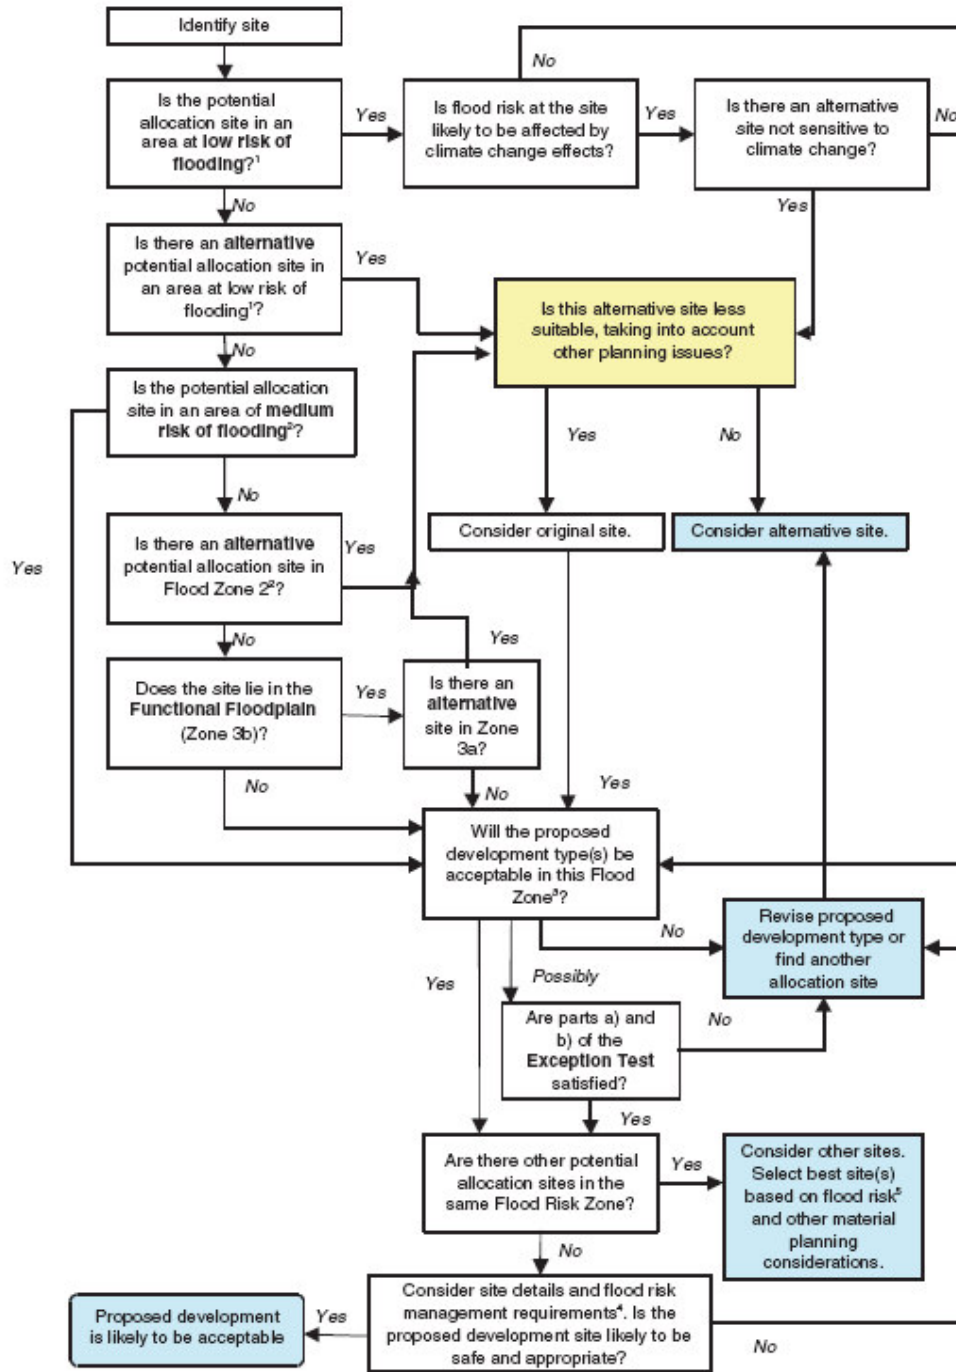 Identify site
No
Is the potential
allocation site in an
area at low risk of
flooding?¹
Yes
Is flood risk at the site
likely to be affected by
climate change effects?
Yes
Is there an alternative
site not sensitive to
climate change?
No
No
Yes
Is there an alternative
potential allocation site in
an area at low risk of
flooding¹?
Yes
Is this alternative site less
suitable, taking into account
other planning issues?
No
Is the potential allocation
site in an area of medium
risk of flooding²?
Yes
No
No
Consider original site.
Consider alternative site.
Is there an alternative
potential allocation site in
Flood Zone 2²?
Yes
Yes
No
Yes
Does the site lie in the
Functional Floodplain
(Zone 3b)?
Yes
Is there an
alternative
site in Zone
3a?
No
No
Yes
Will the proposed
development type(s) be
acceptable in this Flood
Zone³?
No
Revise proposed
development type or
find another
allocation site
Yes
Possibly
Are parts a) and
b) of the
Exception Test
satisfied?
No
Yes
Are there other potential
allocation sites in the
same Flood Risk Zone?
Yes
Consider other sites.
Select best site(s)
based on flood risk⁵
and other material
planning
considerations.
No
Consider site details and flood risk
management requirements⁴. Is the
proposed development site likely to be
safe and appropriate?
Yes
Proposed development
is likely to be acceptable
No